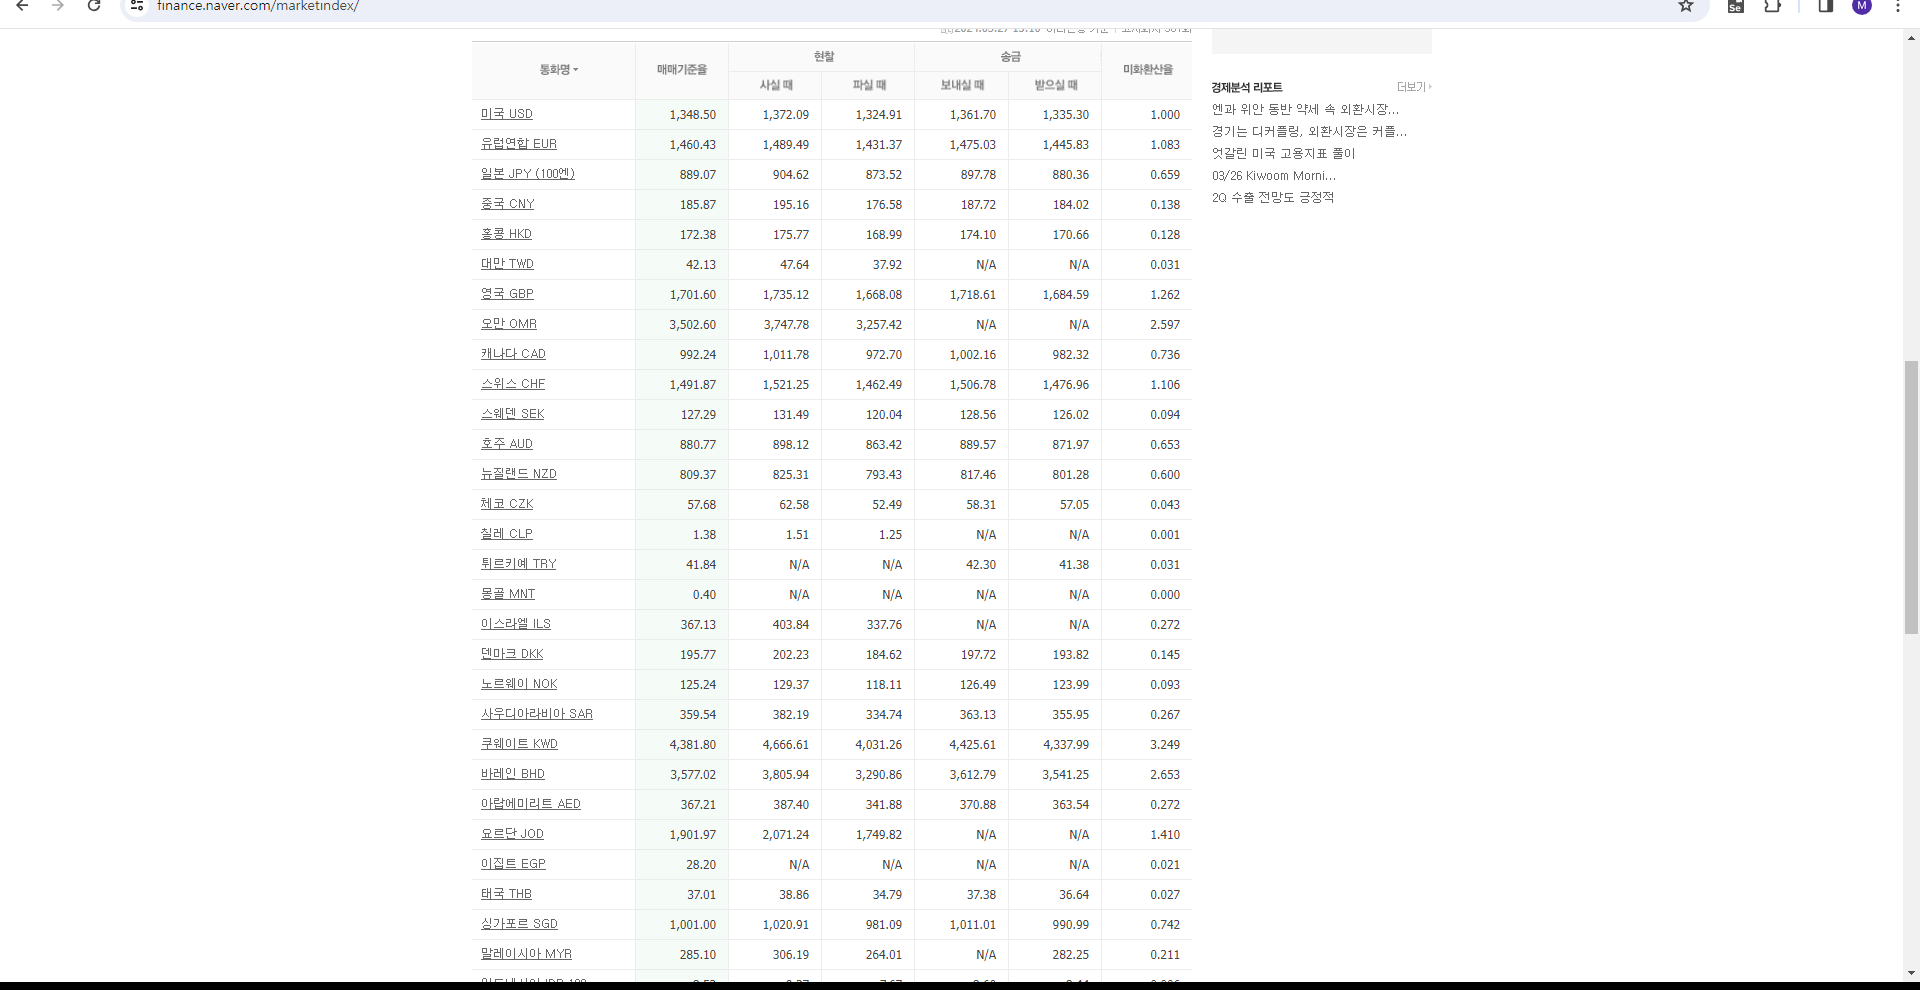 finance.naver.com/marketindex/
Se
M
통화명 매매기준율 현찰 송금 미화환산율
사실 때 파실 때 보내실 때 받으실 때
미국 USD 1,348.50 1,372.09 1,324.91 1,361.70 1,335.30 1.000
유럽연합 EUR 1,460.43 1,489.49 1,431.37 1,475.03 1,445.83 1.083
일본 JPY (100엔) 889.07 904.62 873.52 897.78 880.36 0.659
중국 CNY 185.87 195.16 176.58 187.72 184.02 0.138
홍콩 HKD 172.38 175.77 168.99 174.10 170.66 0.128
대만 TWD 42.13 47.64 37.92 N/A N/A 0.031
영국 GBP 1,701.60 1,735.12 1,668.08 1,718.61 1,684.59 1.262
오만 OMR 3,502.60 3,747.78 3,257.42 N/A N/A 2.597
캐나다 CAD 992.24 1,011.78 972.70 1,002.16 982.32 0.736
스위스 CHF 1,491.87 1,521.25 1,462.49 1,506.78 1,476.96 1.106
스웨덴 SEK 127.29 131.49 120.04 128.56 126.02 0.094
호주 AUD 880.77 898.12 863.42 889.57 871.97 0.653
뉴질랜드 NZD 809.37 825.31 793.43 817.46 801.28 0.600
체코 CZK 57.68 62.58 52.49 58.31 57.05 0.043
칠레 CLP 1.38 1.51 1.25 N/A N/A 0.001
튀르키예 TRY 41.84 N/A N/A 42.30 41.38 0.031
몽골 MNT 0.40 N/A N/A N/A N/A 0.000
이스라엘 ILS 367.13 403.84 337.76 N/A N/A 0.272
덴마크 DKK 195.77 202.23 184.62 197.72 193.82 0.145
노르웨이 NOK 125.24 129.37 118.11 126.49 123.99 0.093
사우디아라비아 SAR 359.54 382.19 334.74 363.13 355.95 0.267
쿠웨이트 KWD 4,381.80 4,666.61 4,031.26 4,425.61 4,337.99 3.249
바레인 BHD 3,577.02 3,805.94 3,290.86 3,612.79 3,541.25 2.653
아랍에미리트 AED 367.21 387.40 341.88 370.88 363.54 0.272
요르단 JOD 1,901.97 2,071.24 1,749.82 N/A N/A 1.410
이집트 EGP 28.20 N/A N/A N/A N/A 0.021
태국 THB 37.01 38.86 34.79 37.38 36.64 0.027
싱가포르 SGD 1,001.00 1,020.91 981.09 1,011.01 990.99 0.742
말레이시아 MYR 285.10 306.19 264.01 N/A 282.25 0.211
경제분석 리포트 더보기
엔과 위안 동반 약세 속 외환시장...
경기는 디커플링, 외환시장은 커플...
엇갈린 미국 고용지표 풀이
03/26 Kiwoom Morni...
2Q 수출 전망도 긍정적